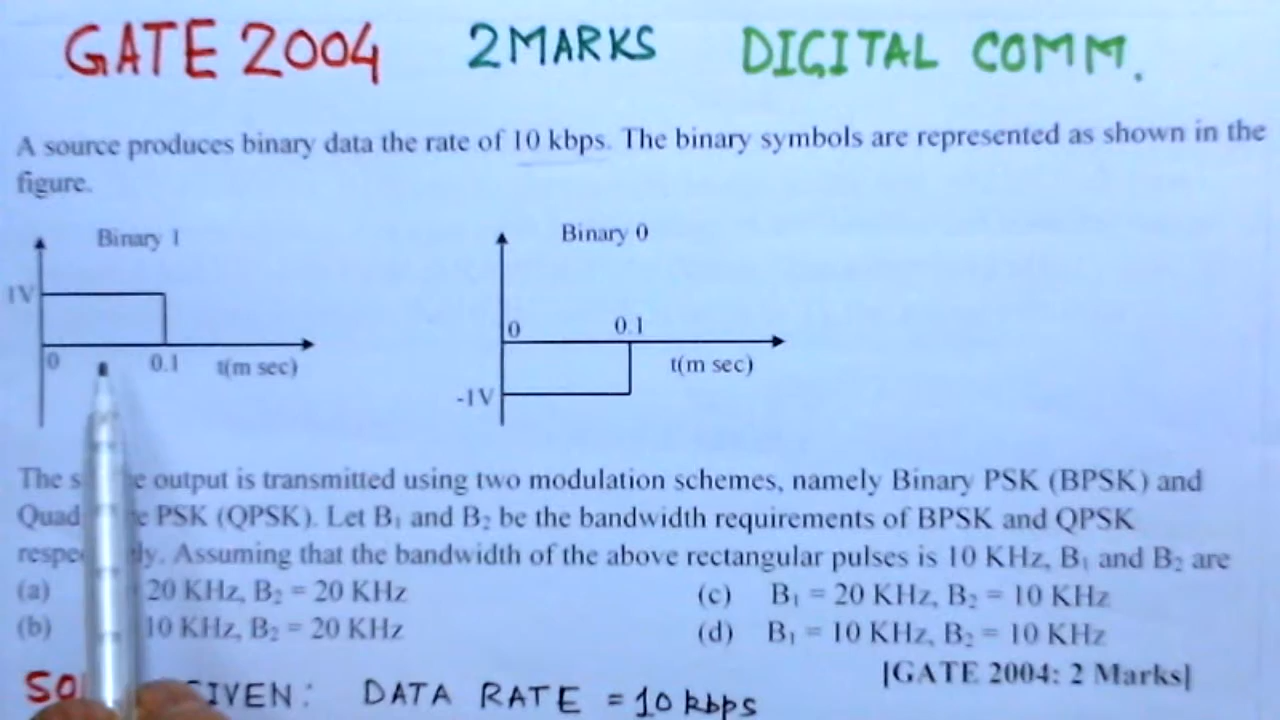 GATE 2004 2 MARKS DIGITAL COMM.
A source produces binary data the rate of 10 kbps. The binary symbols are represented as shown in the
figure.
Binary 1
Binary 0
1V
0 0.1 t(m sec)
0 0.1
t(m sec)
-1V
The output is transmitted using two modulation schemes, namely Binary PSK (BPSK) and
PSK (QPSK). Let B₁ and B₂ be the bandwidth requirements of BPSK and QPSK
Assuming that the bandwidth of the above rectangular pulses is 10 KHz, B₁ and B₂ are
(a) 20 KHz, B₂ = 20 KHz (c) B₁ = 20 KHz, B₂ = 10 KHz
(b) 10 KHz, B₂ = 20 KHz (d) B₁ = 10 KHz, B₂ = 10 KHz
[GATE 2004: 2 Marks]
DATA RATE = 10 kbps